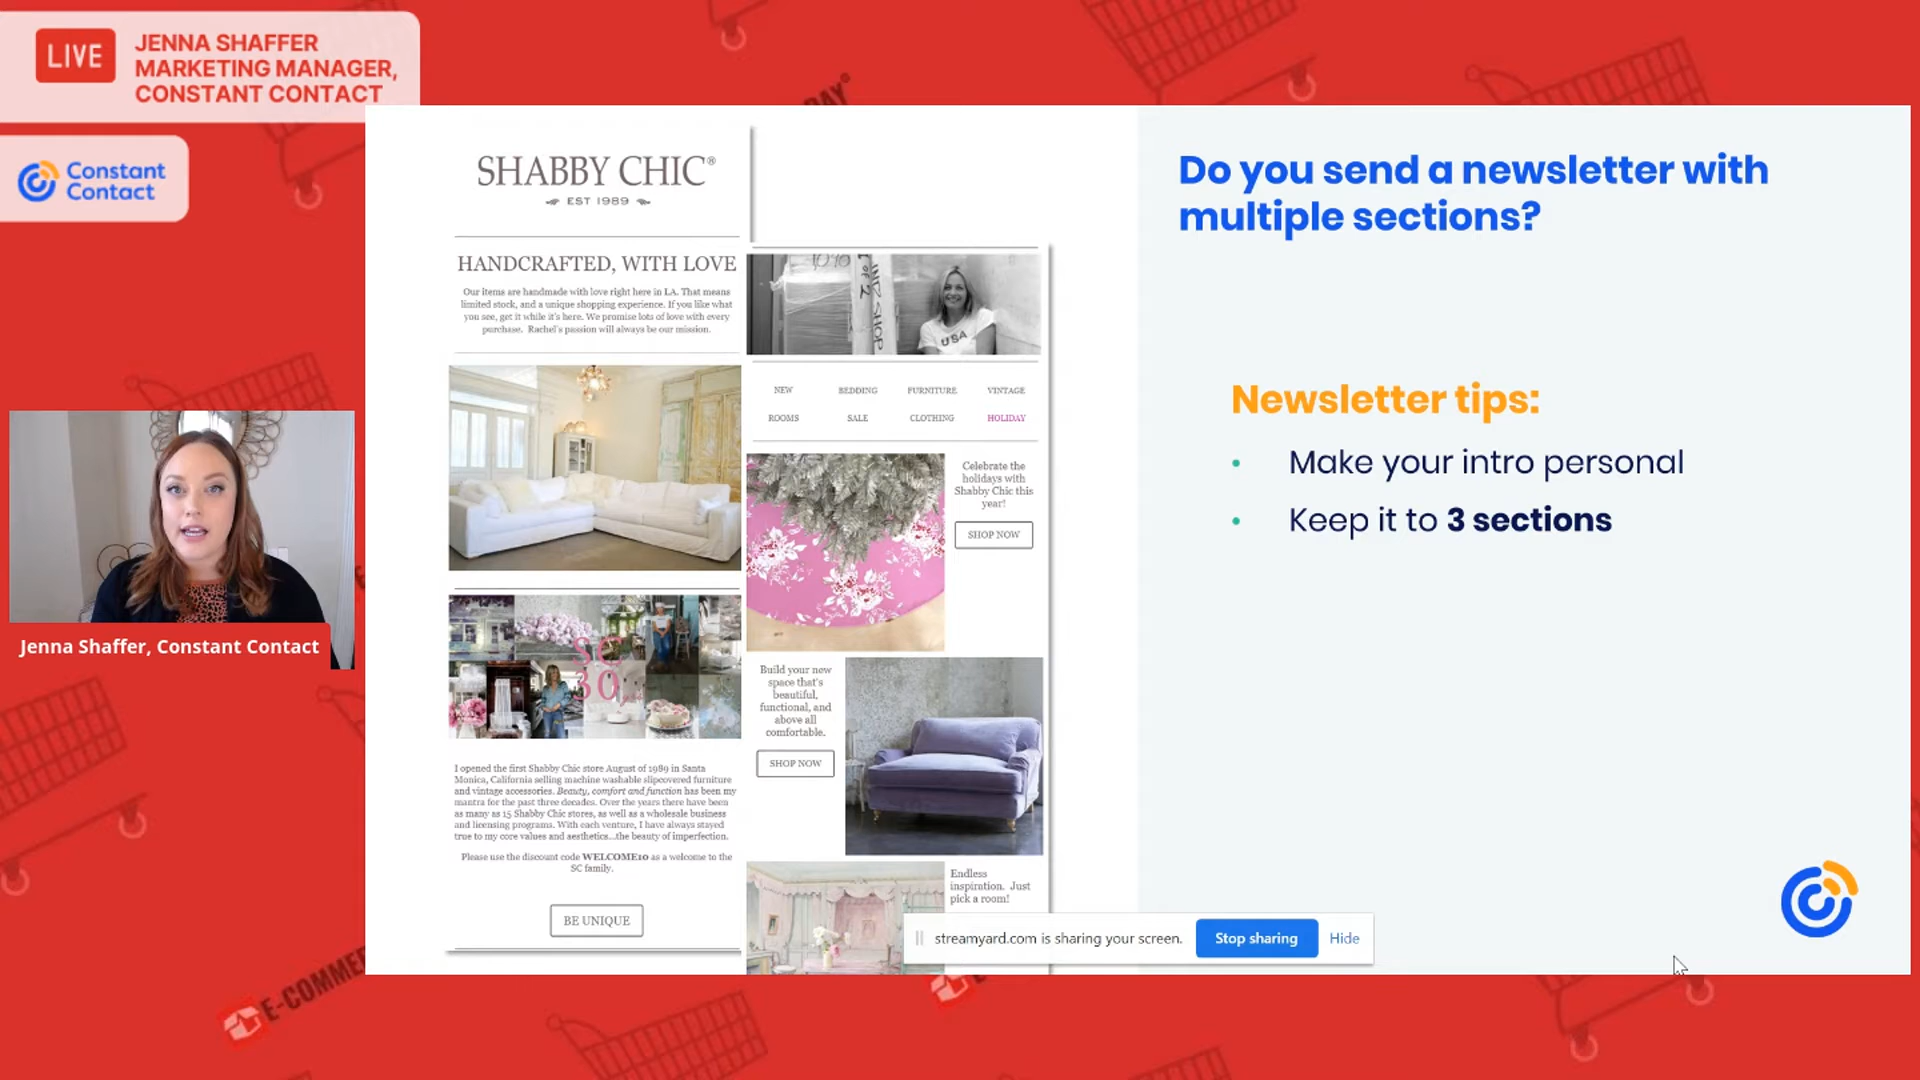 LIVE
JENNA SHAFFER
MARKETING MANAGER,
CONSTANT CONTACT
Constant
Contact
Jenna Shaffer, Constant Contact
SHABBY CHIC®
EST 1989
HANDCRAFTED, WITH LOVE
Our items are handmade with love right here in LA. That means
limited stock, and a unique shopping experience. If you like what
you see, get it while it's here. We promise lots of love with every
purchase. Rachel's passion will always be our mission.
SC
30
I opened the first Shabby Chic store August of 1989 in Santa
Monica, California selling machine washable slipcovered furniture
and vintage accessories. Beauty, comfort and function has been my
mantra for the past three decades. Over the years there have been
as many as 15 Shabby Chic stores, as well as a wholesale business
and licensing programs. With each venture, I have always stayed
true to my core values and aesthetics...the beauty of imperfection.
Please use the discount code WELCOME10 as a welcome to the
SC family.
BE UNIQUE
USA
NEW BEDDING FURNITURE VINTAGE
ROOMS SALE CLOTHING HOLIDAY
Celebrate the
holidays with
Shabby Chic this
year!
SHOP NOW
Build your new
space that's
beautiful,
functional, and
above all
comfortable.
SHOP NOW
Endless
inspiration. Just
pick a room!
Do you send a newsletter with
multiple sections?
Newsletter tips:
• Make your intro personal
• Keep it to 3 sections
streamyard.com is sharing your screen. Stop sharing Hide
E-COMMER
DAY